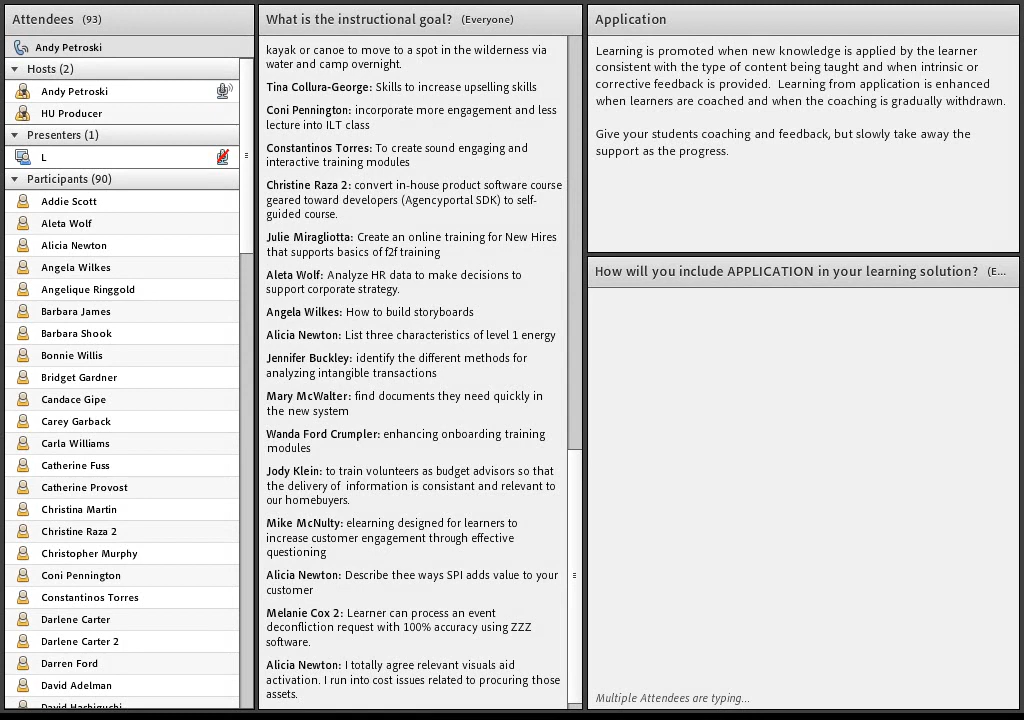 Attendees (93)
Andy Petroski
Hosts (2)
Andy Petroski
HU Producer
Presenters (1)
L
Participants (90)
Addie Scott
Aleta Wolf
Alicia Newton
Angela Wilkes
Angelique Ringgold
Barbara James
Barbara Shook
Bonnie Willis
Bridget Gardner
Candace Gipe
Carey Garback
Carla Williams
Catherine Fuss
Catherine Provost
Christina Martin
Christine Raza 2
Christopher Murphy
Coni Pennington
Constantinos Torres
Darlene Carter
Darlene Carter 2
Darren Ford
David Adelman
David Hachiguchi
What is the instructional goal? (Everyone)
kayak or canoe to move to a spot in the wilderness via
water and camp overnight.
Tina Collura-George: Skills to increase upselling skills
Coni Pennington: incorporate more engagement and less
lecture into ILT class
Constantinos Torres: To create sound engaging and
interactive training modules
Christine Raza 2: convert in-house product software course
geared toward developers (Agencyportal SDK) to self-
guided course.
Julie Miragliotta: Create an online training for New Hires
that supports basics of f2f training
Aleta Wolf: Analyze HR data to make decisions to
support corporate strategy.
Angela Wilkes: How to build storyboards
Alicia Newton: List three characteristics of level 1 energy
Jennifer Buckley: identify the different methods for
analyzing intangible transactions
Mary McWalter: find documents they need quickly in
the new system
Wanda Ford Crumpler: enhancing onboarding training
modules
Jody Klein: to train volunteers as budget advisors so that
the delivery of information is consistant and relevant to
our homebuyers.
Mike McNulty: elearning designed for learners to
increase customer engagement through effective
questioning
Alicia Newton: Describe thee ways SPI adds value to your
customer
Melanie Cox 2: Learner can process an event
deconfliction request with 100% accuracy using ZZZ
software.
Alicia Newton: I totally agree relevant visuals aid
activation. I run into cost issues related to procuring those
assets.
Application
Learning is promoted when new knowledge is applied by the learner
consistent with the type of content being taught and when intrinsic or
corrective feedback is provided. Learning from application is enhanced
when learners are coached and when the coaching is gradually withdrawn.
Give your students coaching and feedback, but slowly take away the
support as the progress.
How will you include APPLICATION in your learning solution? (E...
Multiple Attendees are typing...